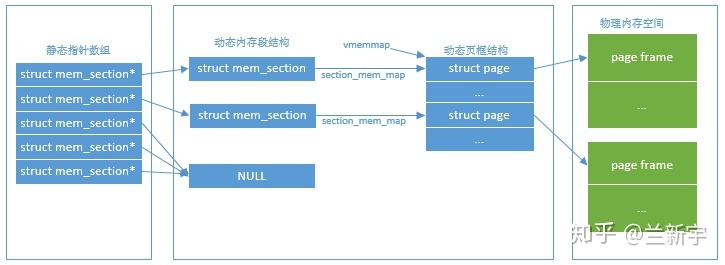 静态指针数组
struct mem_section*
struct mem_section*
struct mem_section*
struct mem_section*
struct mem_section*
动态内存段结构
struct mem_section
struct mem_section
NULL
vmemmap
section_mem_map
section_mem_map
动态页框结构
struct page
...
struct page
...
物理内存空间
page frame
...
page frame
...
知乎 @兰新宇